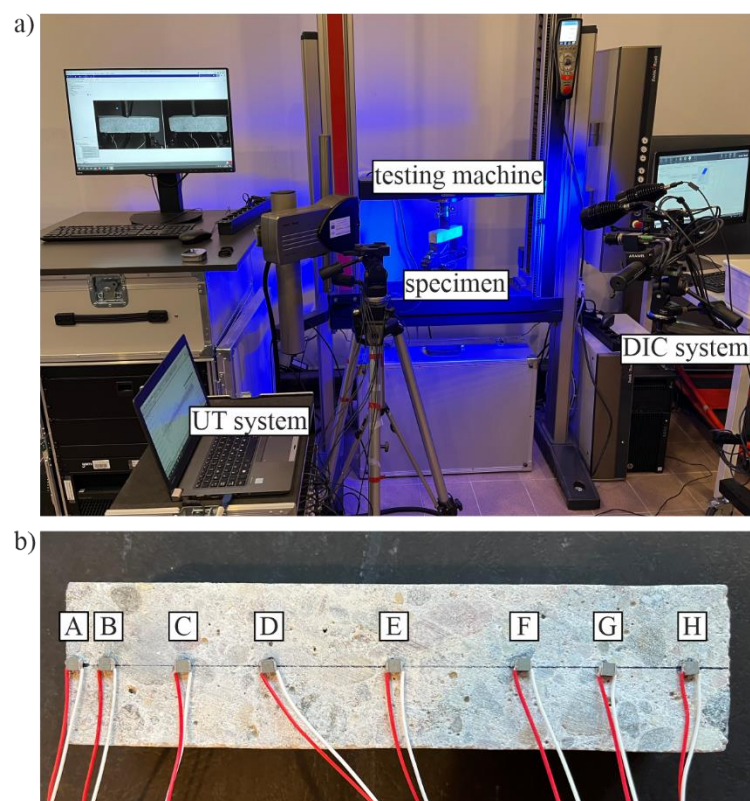 a)
testing machine
specimen
DIC system
UT system
b)
A B C D E F G H